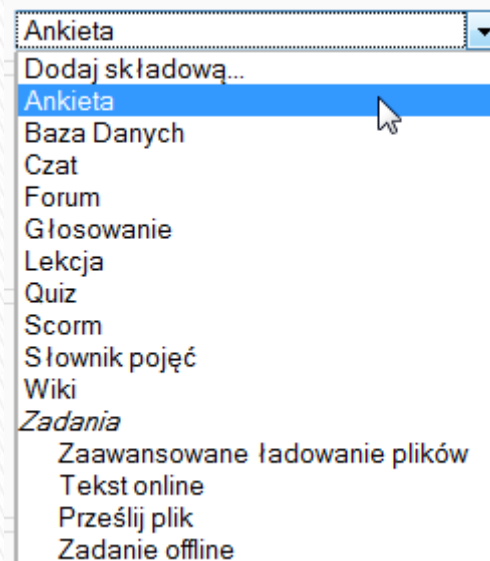 Ankieta
Dodaj składową...
Ankieta
Baza Danych
Czat
Forum
Głosowanie
Lekcja
Quiz
Scorm
Słownik pojęć
Wiki
Zadania
Zaawansowane ładowanie plików
Tekst online
Prześlij plik
Zadanie offline